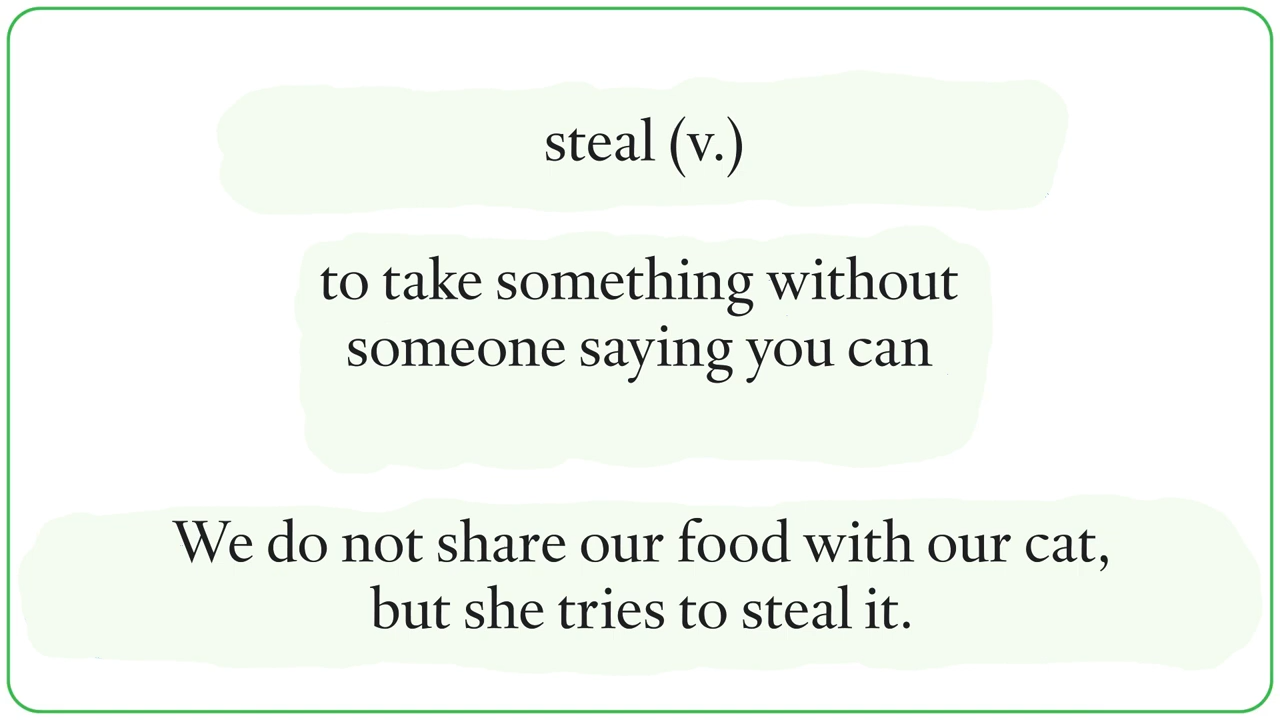 steal (v.)
to take something without
someone saying you can
We do not share our food with our cat,
but she tries to steal it.